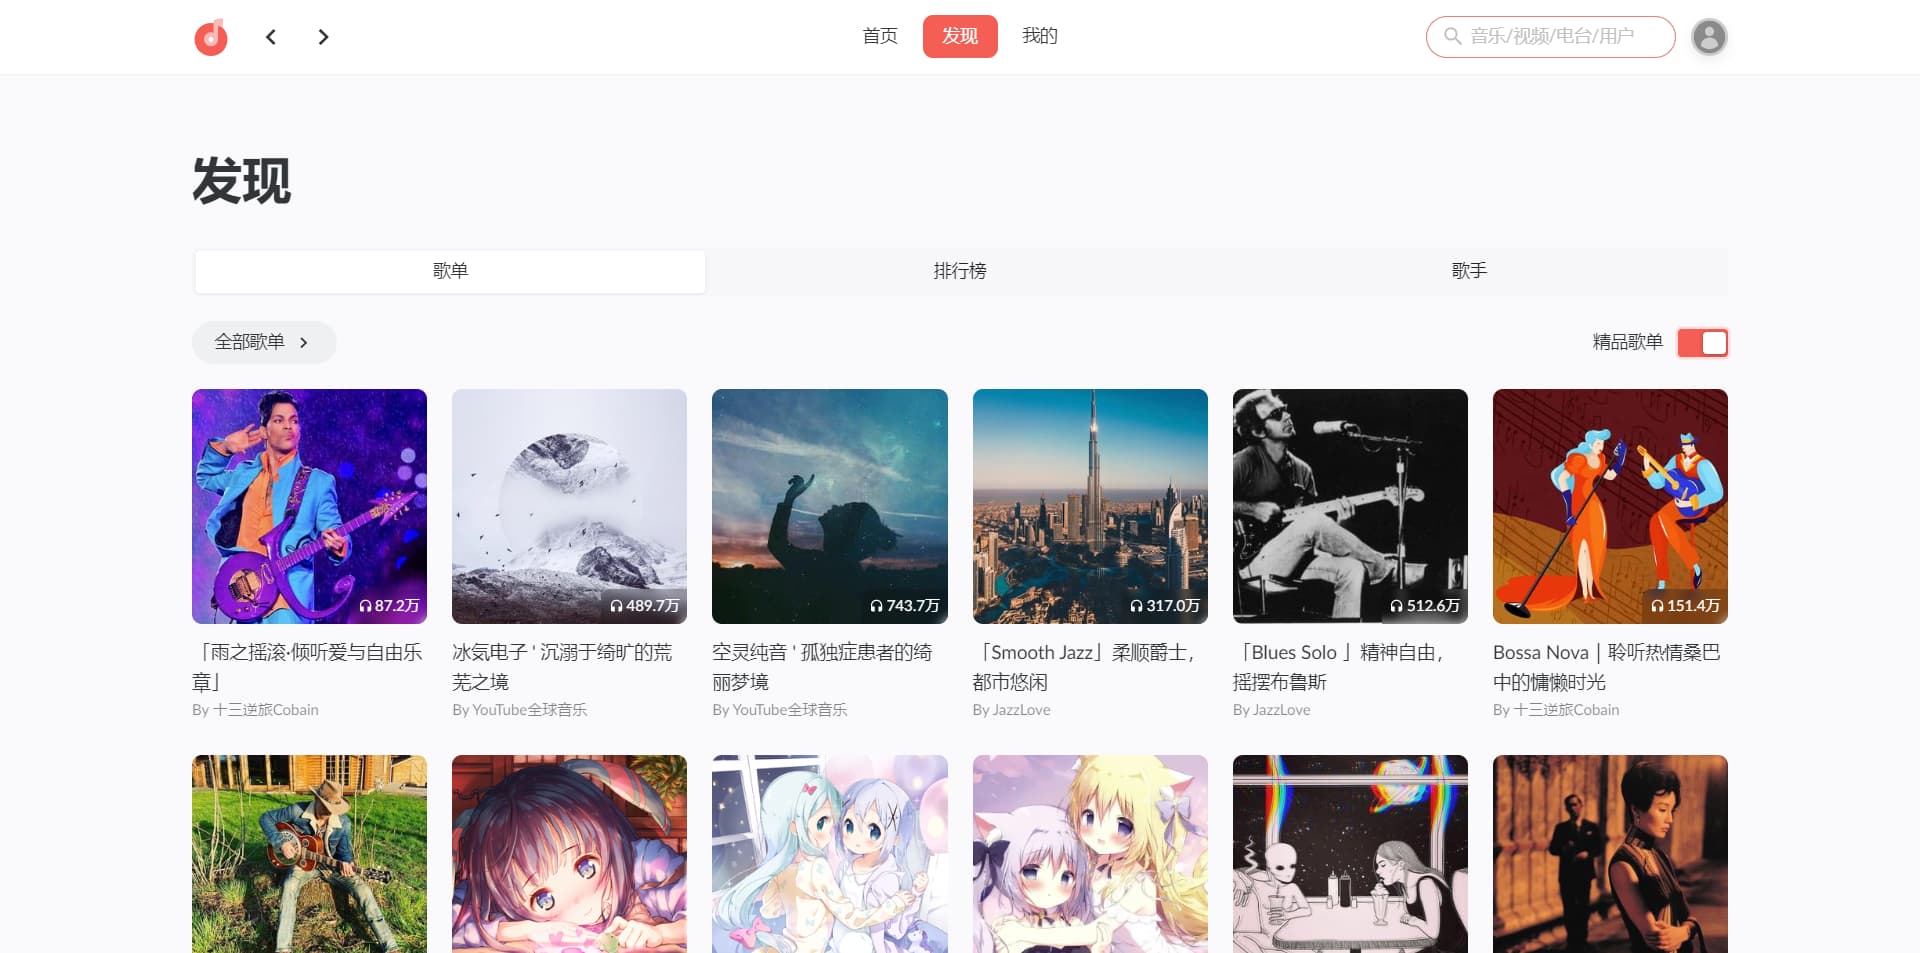 首页
发现
我的
音乐/视频/电台/用户
发现
歌单
排行榜
歌手
全部歌单
精品歌单
87.2万
489.7万
743.7万
317.0万
512.6万
151.4万
「雨之摇滚·倾听爱与自由乐
章」
By 十三逆旅Cobain
冰氛电子 ' 沉溺于绮旷的荒
芜之境
By YouTube全球音乐
空灵纯音 ' 孤独症患者的绮
丽梦境
By YouTube全球音乐
「Smooth Jazz」柔顺爵士，
都市悠闲
By JazzLove
「Blues Solo 」精神自由，
摇摆布鲁斯
By JazzLove
Bossa Nova｜聆听热情桑巴
中的慵懒时光
By 十三逆旅Cobain